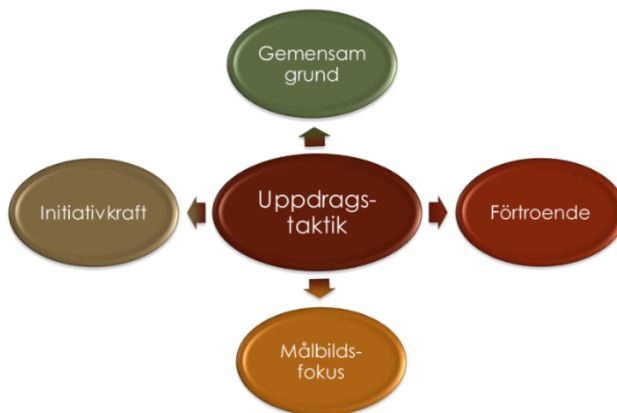 Gemensam
grund
Initiativkraft
Uppdrags-
taktik
Förtroende
Målbilds-
fokus